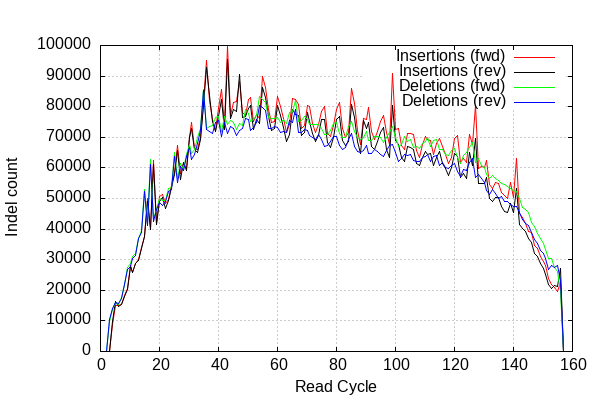 100000
90000
80000
70000
60000
50000
40000
30000
20000
10000
0
Indel count
Insertions (fwd)
Insertions (rev)
Deletions (fwd)
Deletions (rev)
0 20 40 60 80 100 120 140 160
Read Cycle